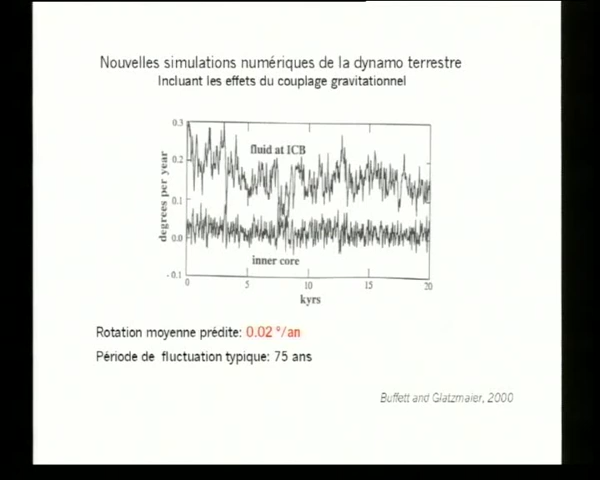 Nouvelles simulations numériques de la dynamo terrestre
Incluant les effets du couplage gravitationnel
0.3
fluid at ICB
0.2
degrees per year
0.1
0.0
inner core
-0.1
0 5 10 15 20
kyrs
Rotation moyenne prédite: 0.02 °/an
Période de fluctuation typique: 75 ans
Buffett and Glatzmaier, 2000